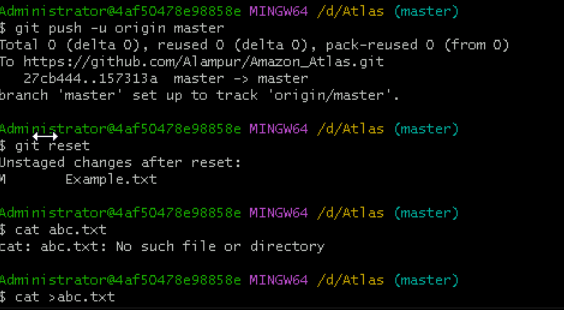 Administrator@4af50478e98858e MINGW64 /d/Atlas (master)
$ git push -u origin master
Total 0 (delta 0), reused 0 (delta 0), pack-reused 0 (from 0)
To https://github.com/Alampur/Amazon_Atlas.git
   27cb444..157313a  master -> master
branch 'master' set up to track 'origin/master'.
Administrator@4af50478e98858e MINGW64 /d/Atlas (master)
$ git reset
Unstaged changes after reset:
M       Example.txt
Administrator@4af50478e98858e MINGW64 /d/Atlas (master)
$ cat abc.txt
cat: abc.txt: No such file or directory
Administrator@4af50478e98858e MINGW64 /d/Atlas (master)
$ cat >abc.txt